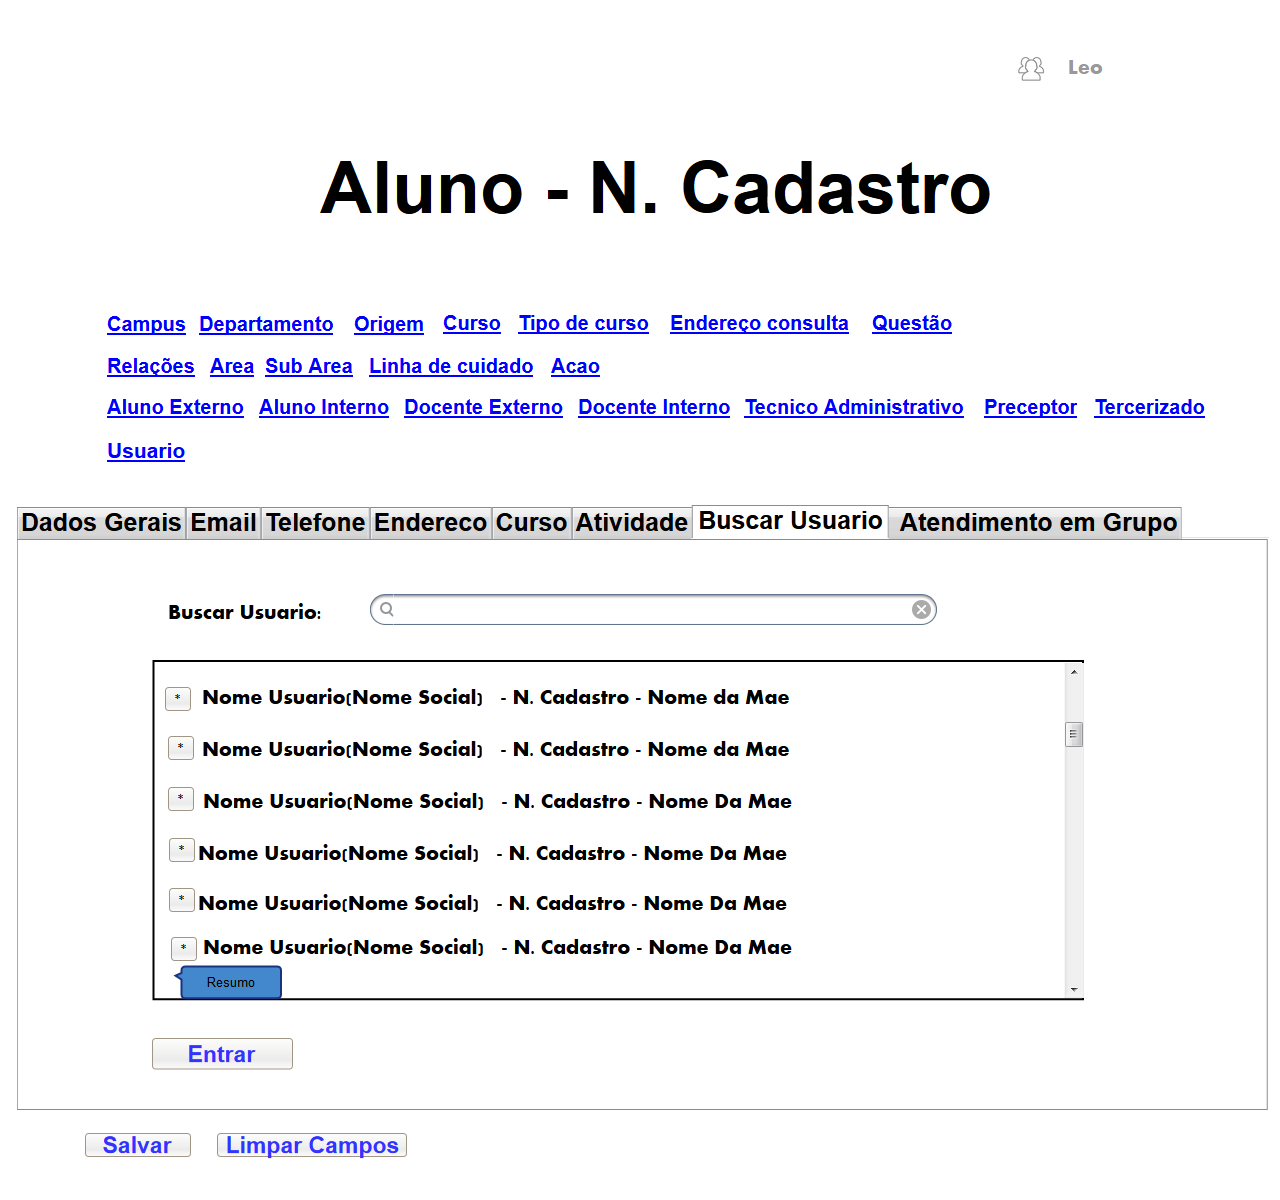 Leo
Aluno - N. Cadastro
Campus Departamento Origem Curso Tipo de curso Endereço consulta Questão
Relações Area Sub Area Linha de cuidado Acao
Aluno Externo Aluno Interno Docente Externo Docente Interno Tecnico Administrativo Preceptor Tercerizado
Usuario
Dados Gerais Email Telefone Endereco Curso Atividade Buscar Usuario Atendimento em Grupo
Buscar Usuario:
* Nome Usuario(Nome Social) - N. Cadastro - Nome da Mae
* Nome Usuario(Nome Social) - N. Cadastro - Nome da Mae
* Nome Usuario(Nome Social) - N. Cadastro - Nome Da Mae
* Nome Usuario(Nome Social) - N. Cadastro - Nome Da Mae
* Nome Usuario(Nome Social) - N. Cadastro - Nome Da Mae
* Nome Usuario(Nome Social) - N. Cadastro - Nome Da Mae
Resumo
Entrar
Salvar Limpar Campos